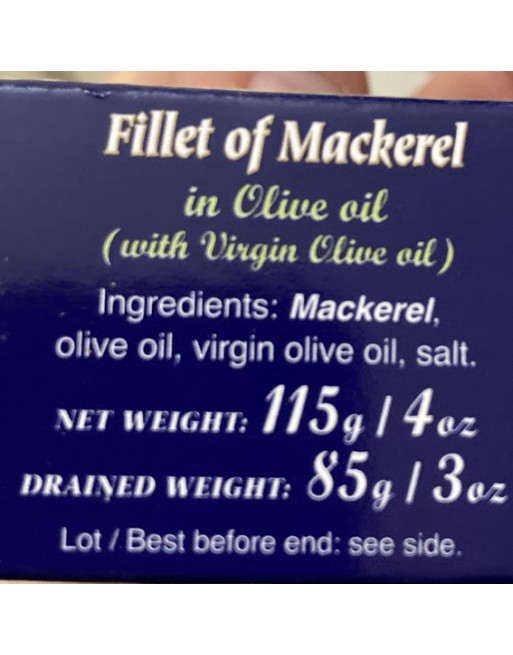 Fillet of Mackerel
in Olive oil
(with Virgin Olive oil)
Ingredients: Mackerel,
olive oil, virgin olive oil, salt.
NET WEIGHT: 115g / 4oz
DRAINED WEIGHT: 85g / 3oz
Lot / Best before end: see side.